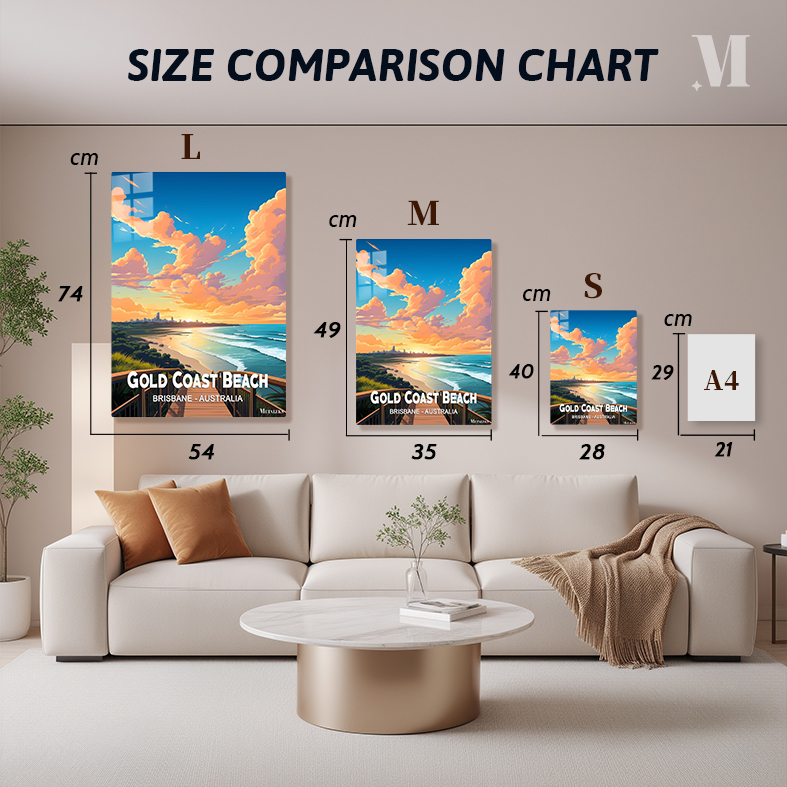 SIZE COMPARISON CHART
M
cm
L
74
54
GOLD COAST BEACH
BRISBANE - AUSTRALIA
cm
M
49
35
GOLD COAST BEACH
BRISBANE - AUSTRALIA
cm
S
40
28
GOLD COAST BEACH
BRISBANE - AUSTRALIA
cm
29
A4
21